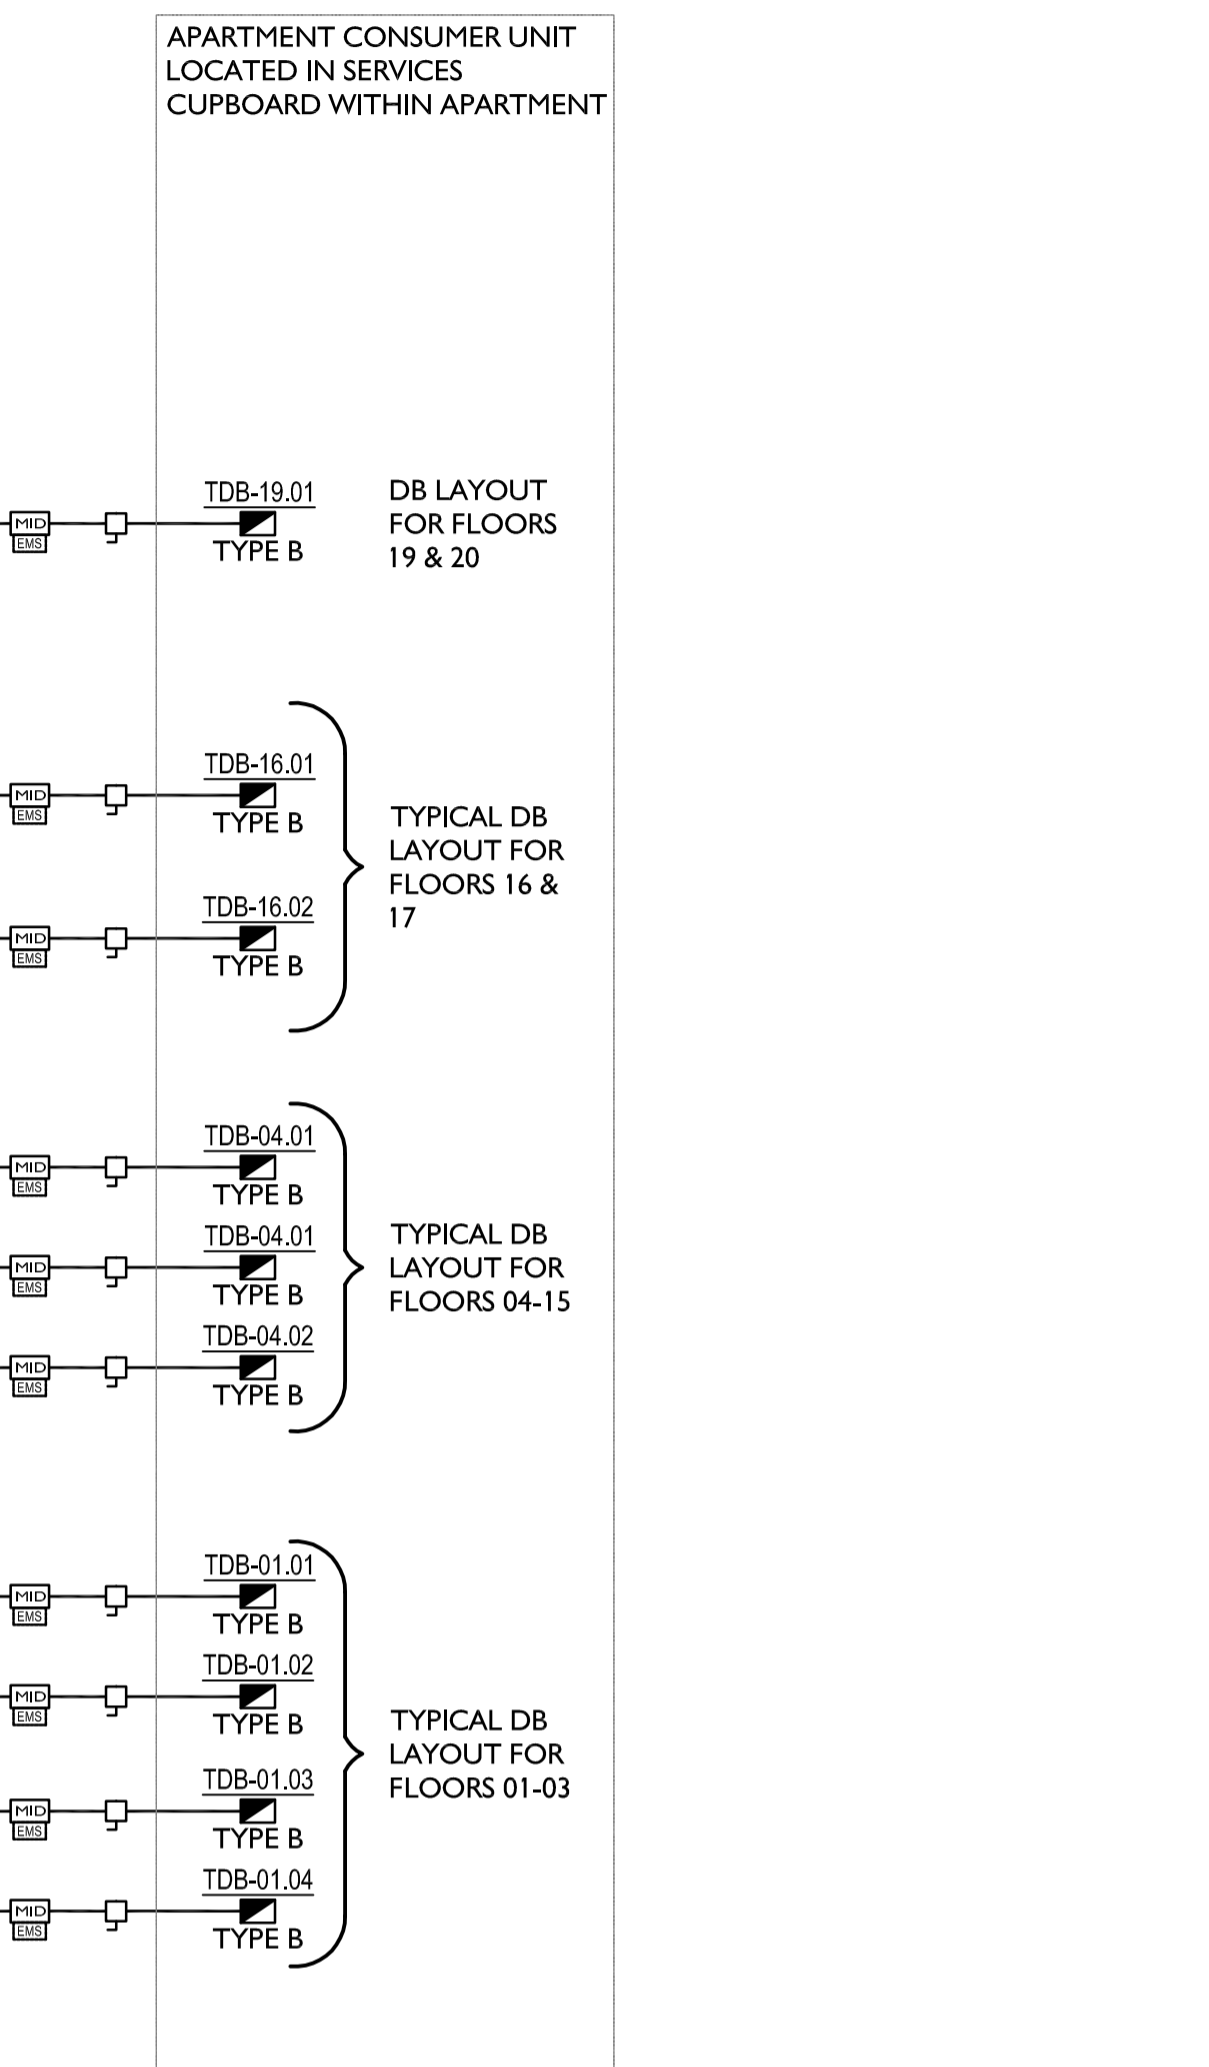 APARTMENT CONSUMER UNIT
LOCATED IN SERVICES
CUPBOARD WITHIN APARTMENT
TDB-19.01
MID
EMS
TYPE B
DB LAYOUT
FOR FLOORS
19 & 20
TDB-16.01
MID
EMS
TYPE B
TDB-16.02
MID
EMS
TYPE B
TYPICAL DB
LAYOUT FOR
FLOORS 16 &
17
TDB-04.01
MID
EMS
TYPE B
TDB-04.01
MID
EMS
TYPE B
TDB-04.02
MID
EMS
TYPE B
TYPICAL DB
LAYOUT FOR
FLOORS 04-15
TDB-01.01
MID
EMS
TYPE B
TDB-01.02
MID
EMS
TYPE B
TDB-01.03
MID
EMS
TYPE B
TDB-01.04
MID
EMS
TYPE B
TYPICAL DB
LAYOUT FOR
FLOORS 01-03